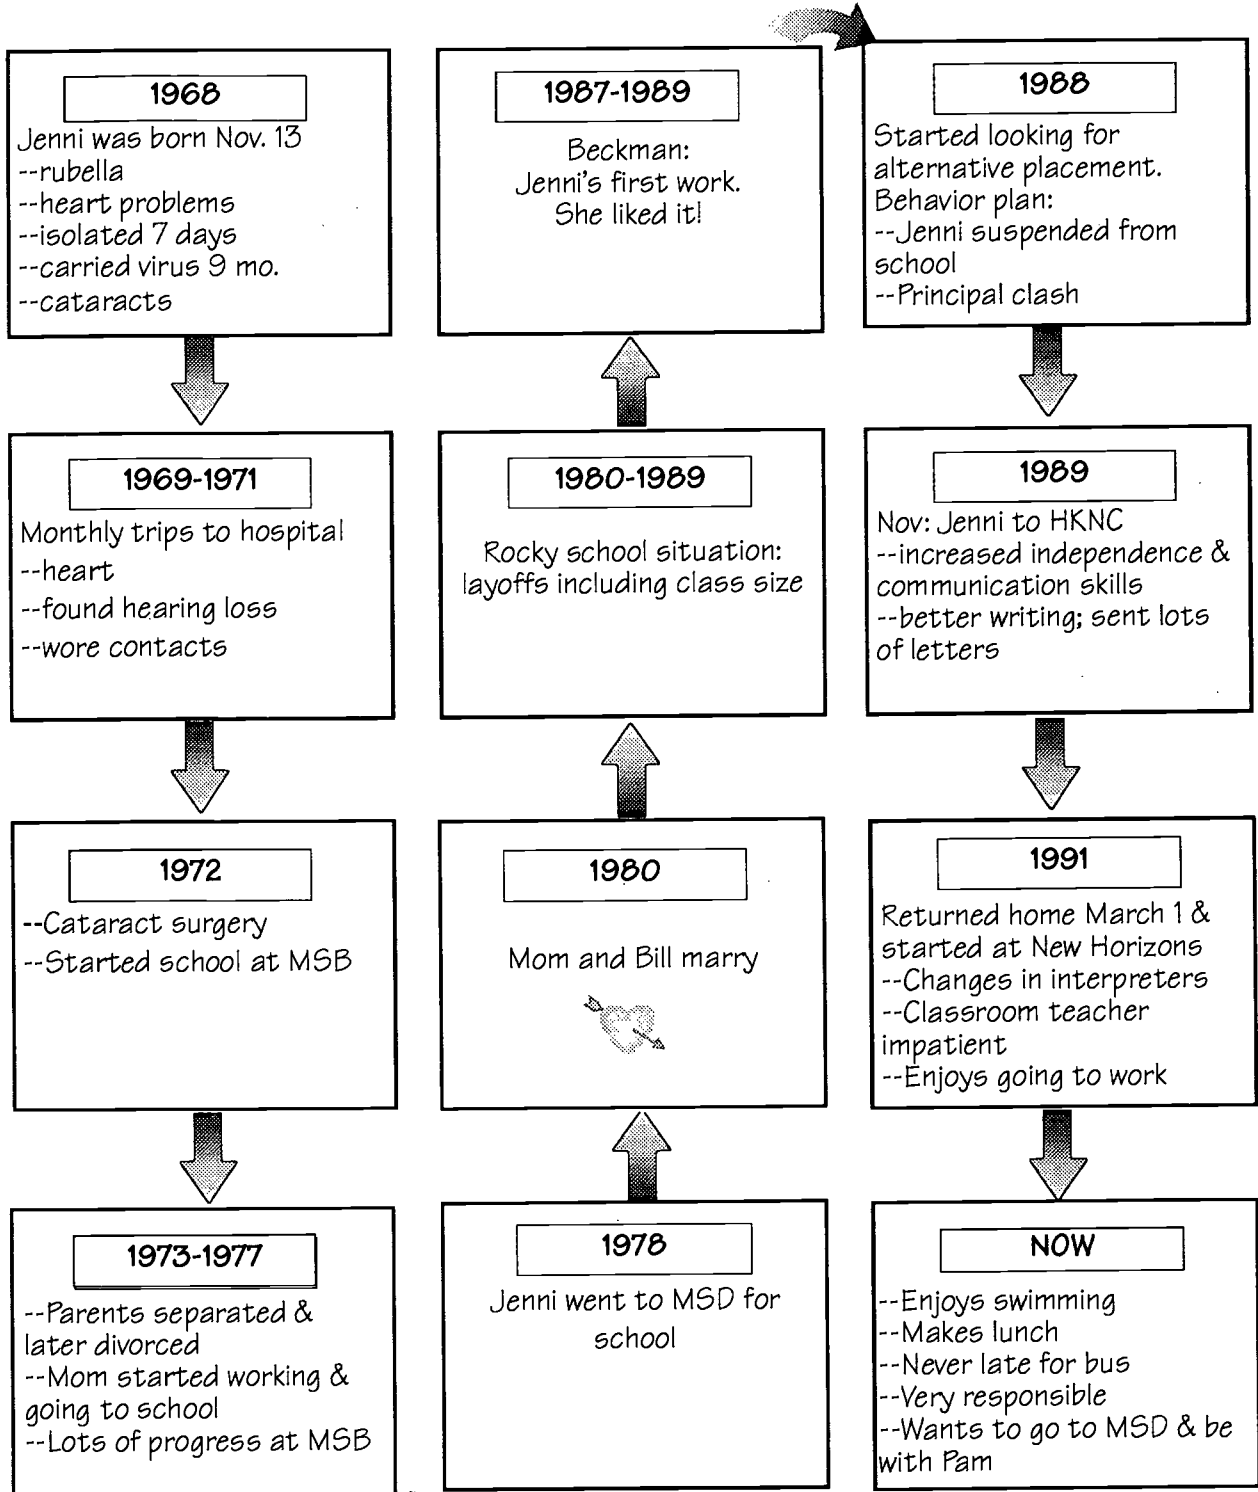 1968
Jenni was born Nov. 13
--rubella
--heart problems
--isolated 7 days
--carried virus 9 mo.
--cataracts
1969-1971
Monthly trips to hospital
--heart
--found hearing loss
--wore contacts
1972
--Cataract surgery
--Started school at MSB
1973-1977
--Parents separated &
later divorced
--Mom started working &
going to school
--Lots of progress at MSB
1978
Jenni went to MSD for
school
1980
Mom and Bill marry
1980-1989
Rocky school situation:
layoffs including class size
1987-1989
Beckman:
Jenni's first work.
She liked it!
1988
Started looking for
alternative placement.
Behavior plan:
--Jenni suspended from
school
--Principal clash
1989
Nov: Jenni to HKNC
--increased independence &
communication skills
--better writing; sent lots
of letters
1991
Returned home March 1 &
started at New Horizons
--Changes in interpreters
--Classroom teacher
impatient
--Enjoys going to work
NOW
--Enjoys swimming
--Makes lunch
--Never late for bus
--Very responsible
--Wants to go to MSD & be
with Pam